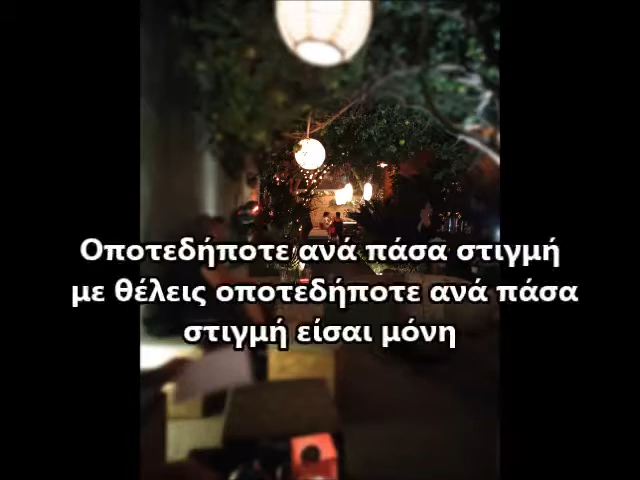 Οποτεδήποτε ανά πάσα στιγμή
με θέλεις οποτεδήποτε ανά πάσα
στιγμή είσαι μόνη